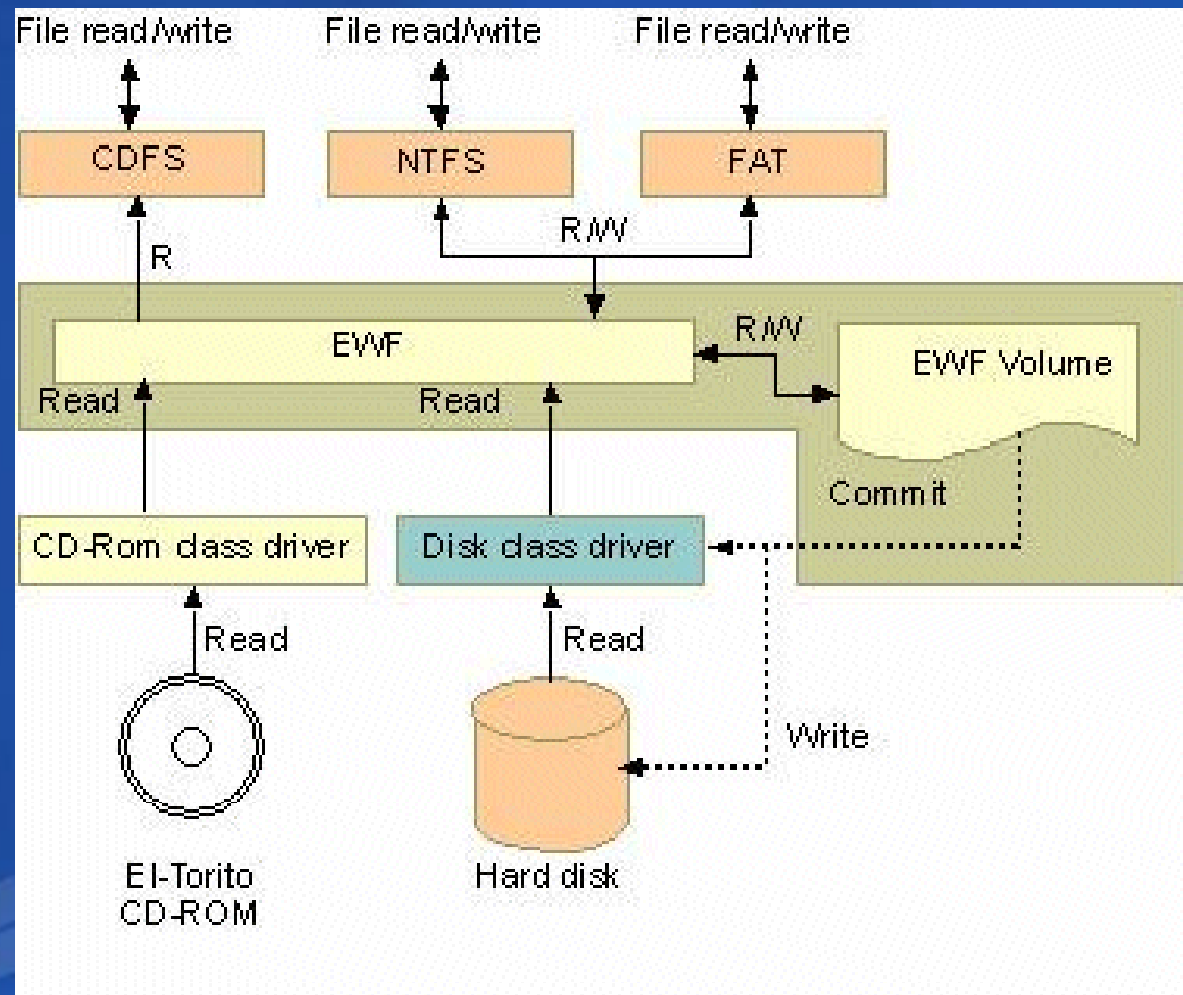 File read/write
File read/write
File read/write
CDFS
NTFS
FAT
R/W
R
EWF
R/W
EWF Volume
Read
Read
Commit
CD-Rom class driver
Disk class driver
Read
Read
Write
El-Torito
CD-ROM
Hard disk